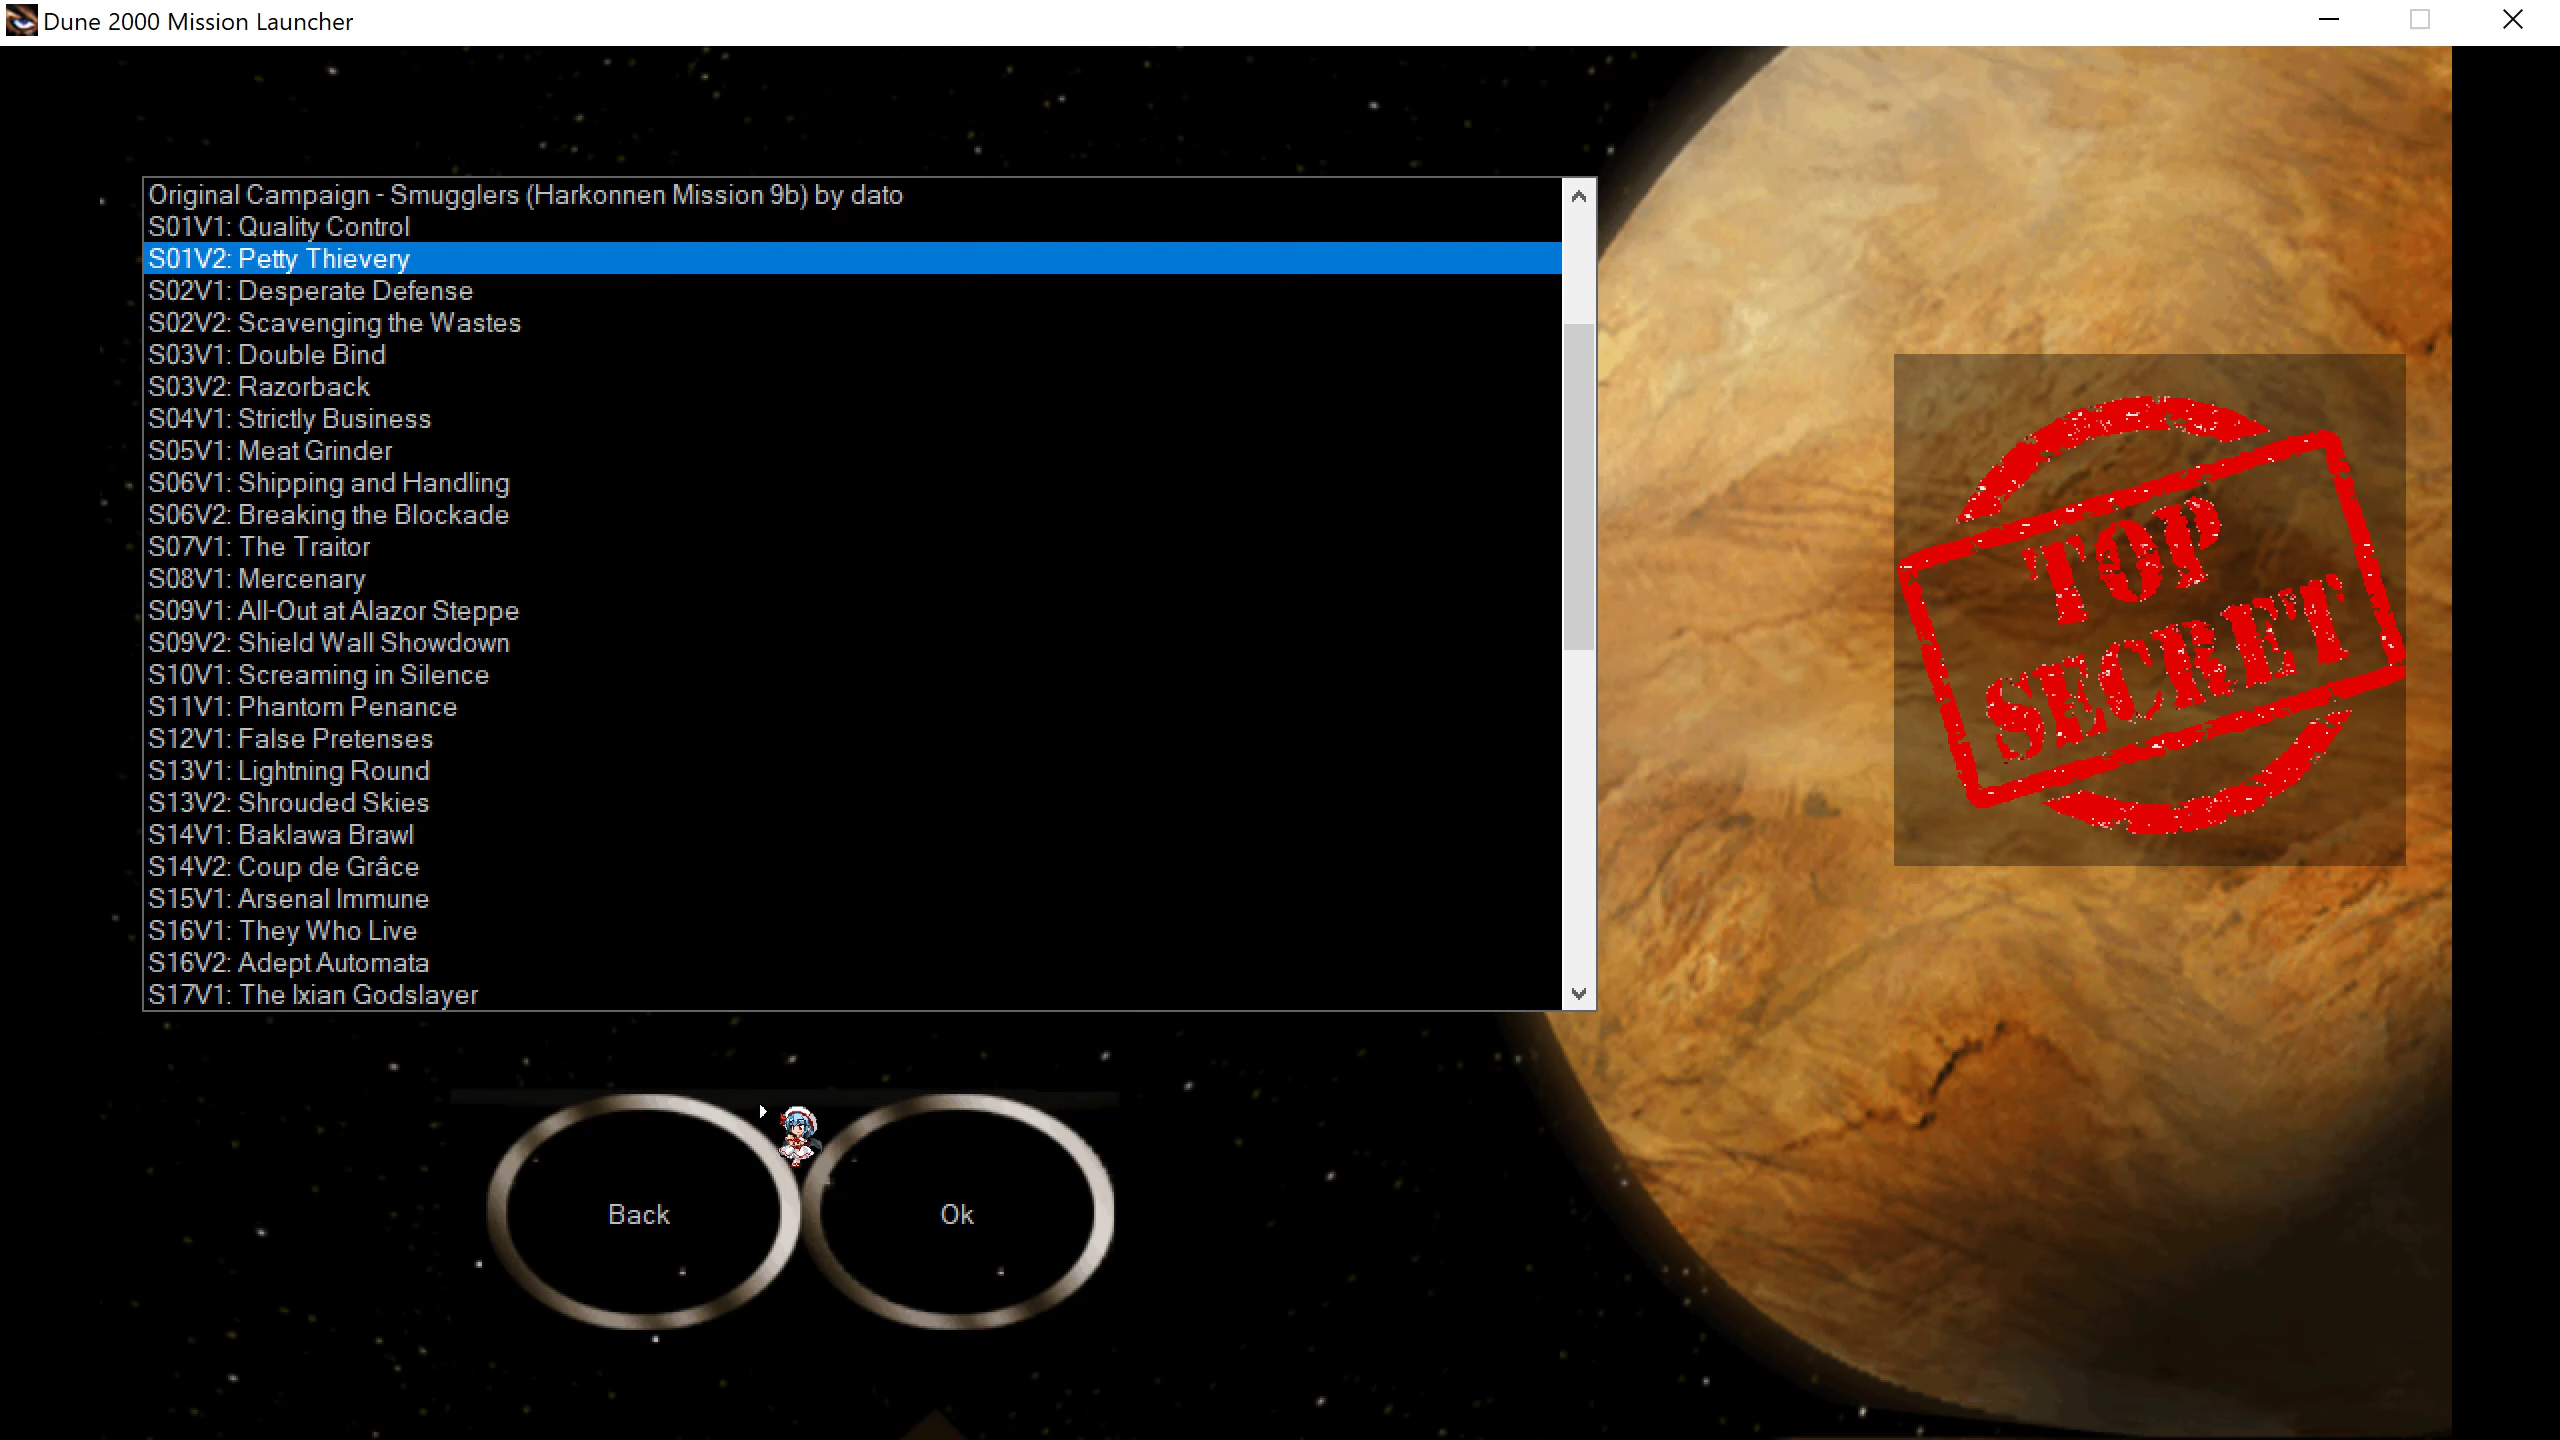 Dune 2000 Mission Launcher
Original Campaign - Smugglers (Harkonnen Mission 9b) by dato
S01V1: Quality Control
S01V2: Petty Thievery
S02V1: Desperate Defense
S02V2: Scavenging the Wastes
S03V1: Double Bind
S03V2: Razorback
S04V1: Strictly Business
S05V1: Meat Grinder
S06V1: Shipping and Handling
S06V2: Breaking the Blockade
S07V1: The Traitor
S08V1: Mercenary
S09V1: All-Out at Alazor Steppe
S09V2: Shield Wall Showdown
S10V1: Screaming in Silence
S11V1: Phantom Penance
S12V1: False Pretenses
S13V1: Lightning Round
S13V2: Shrouded Skies
S14V1: Baklawa Brawl
S14V2: Coup de Grâce
S15V1: Arsenal Immune
S16V1: They Who Live
S16V2: Adept Automata
S17V1: The Ixian Godslayer
TOP
SECRET
Back
Ok